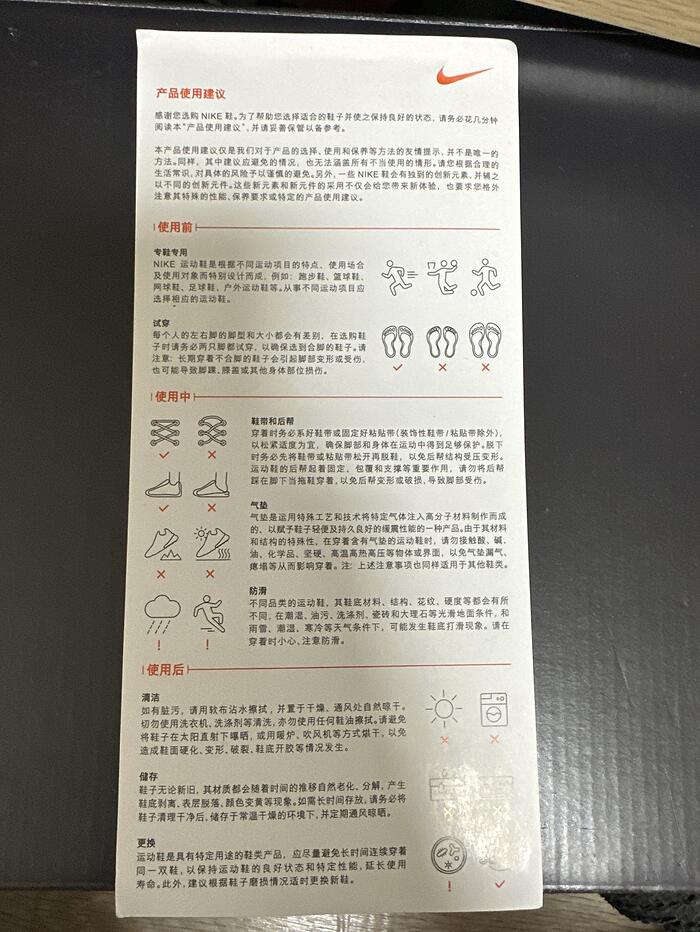 产品使用建议
感谢您选购 NIKE 鞋。为了帮助您选择适合的鞋子并使之保持良好的状态，请务必花几分钟
阅读本“产品使用建议”，并请妥善保管以备参考。
本产品使用建议仅是我们对于产品的选择、使用和保养等方法的友情提示，并不是唯一的
方法。同样，其中建议应避免的情况，也无法涵盖所有不当使用的情形。请您根据合理的
生活常识，对具体的风险予以谨慎的避免。另外，一些 NIKE 鞋会有独到的创新元素，并辅之
以不同的创新元件。这些新元素和新元件的采用不仅会给您带来新体验，也要求您格外
注意其特殊的性能、保养要求或特定的产品使用建议。
使用前
专鞋专用
NIKE 运动鞋是根据不同运动项目的特点、使用场合
及使用对象而特别设计而成，例如：跑步鞋、篮球鞋、
网球鞋、足球鞋、户外运动鞋等。从事不同运动项目应
选择相应的运动鞋。
试穿
每个人的左右脚的脚型和大小都会有差别，在选购鞋
子时请务必两只脚都试穿，以确保选到合脚的鞋子。请
注意：长期穿着不合脚的鞋子会引起脚部变形或受伤，
也可能导致脚踝、膝盖或其他身体部位损伤。
使用中
鞋带和后帮
穿着时务必系好鞋带或固定好粘贴带（装饰性鞋带/粘贴带除外），
以松紧适度为宜，确保脚部和身体在运动中得到足够保护。脱下
时务必先将鞋带或粘贴带松开再脱鞋，以免后帮结构受压变形。
运动鞋的后帮起着固定、包覆和支撑等重要作用，请勿将后帮
踩在脚下当拖鞋穿着，以免后帮变形或破损，导致脚部受伤。
气垫
气垫是运用特殊工艺和技术将特定气体注入高分子材料制作而成
的、以赋予鞋子轻便及持久良好的缓震性能的一种产品。由于其材料
和结构的特殊性，在穿着含有气垫的运动鞋时，请勿接触酸、碱、
油、化学品、坚硬、高温高热高压等物体或界面，以免气垫漏气、
瘪塌等从而影响穿着。注：上述注意事项也同样适用于其他鞋类。
防滑
不同品类的运动鞋，其鞋底材料、结构、花纹、硬度等都会有所
不同，在潮湿、油污、洗涤剂、瓷砖和大理石等光滑地面条件，和
雨雪、潮湿、寒冷等天气条件下，可能发生鞋底打滑现象。请在
穿着时小心、注意防滑。
使用后
清洁
如有脏污，请用软布沾水擦拭，并置于干燥、通风处自然晾干。
切勿使用洗衣机、洗涤剂等清洗，亦勿使用任何鞋油擦拭。请避免
将鞋子在太阳直射下曝晒，或用暖炉、吹风机等方式烘干，以免
造成鞋面硬化、变形、破裂、鞋底开胶等情况发生。
储存
鞋子无论新旧，其材质都会随着时间的推移自然老化、分解，产生
鞋底剥离、表层脱落、颜色变黄等现象。如需长时间存放，请务必将
鞋子清理干净后，储存于常温干燥的环境下，并定期通风晾晒。
更换
运动鞋是具有特定用途的鞋类产品，应尽量避免长时间连续穿着
同一双鞋，以保持运动鞋的良好状态和特定性能，延长使用
寿命。此外，建议根据鞋子磨损情况适时更换新鞋。